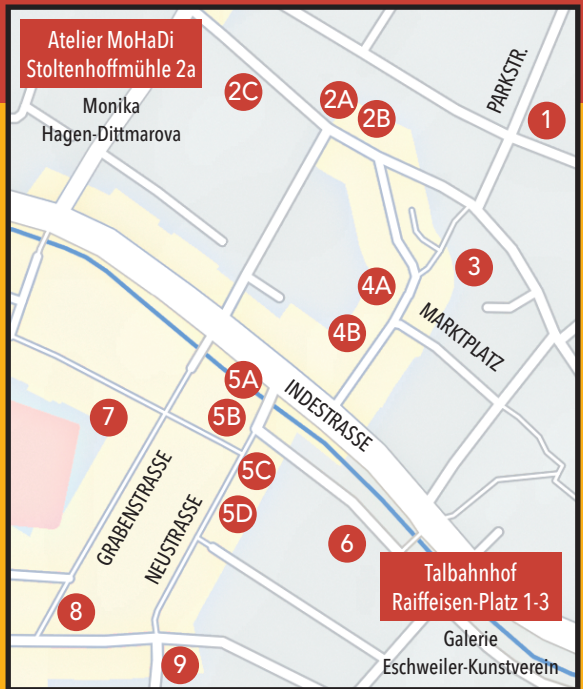 Atelier MoHaDi
Stoltenhoffmühle 2a
Monika
Hagen-Dittmarova
2C
2A
2B
PARKSTR.
1
3
4A
4B
MARKTPLATZ
5A
5B
INDESTRASSE
7
5C
5D
GRABENSTRASSE
NEUSTRASSE
6
Talbahnhof
Raiffeisen-Platz 1-3
Galerie
Eschweiler-Kunstverein
8
9